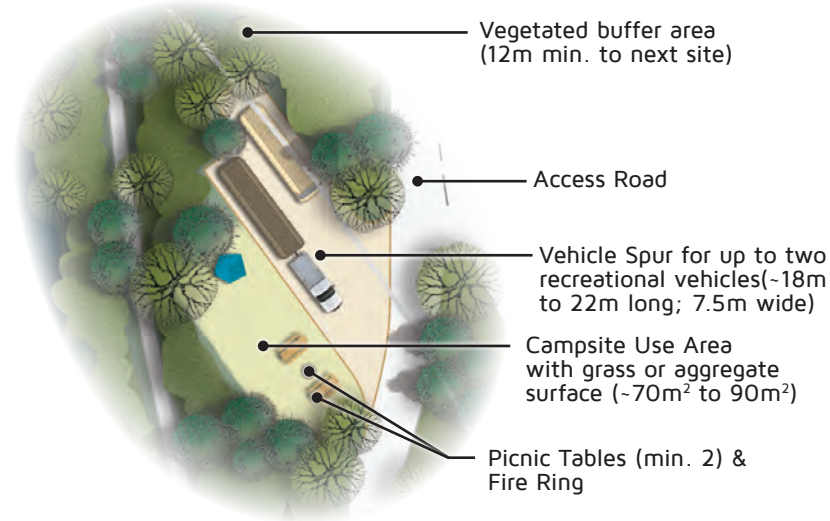 Vegetated buffer area
(12m min. to next site)
Access Road
Vehicle Spur for up to two
recreational vehicles(~18m
to 22m long; 7.5m wide)
Campsite Use Area
with grass or aggregate
surface (~70m² to 90m²)
Picnic Tables (min. 2) &
Fire Ring